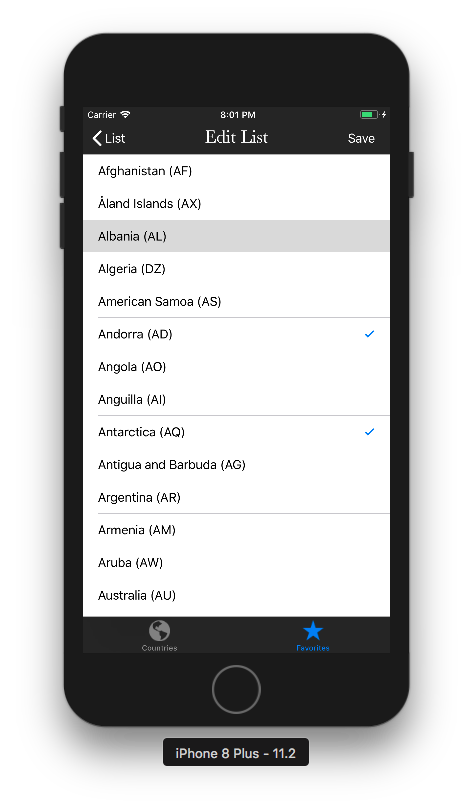 Carrier 8:01 PM
List Edit List Save
Afghanistan (AF)
Åland Islands (AX)
Albania (AL)
Algeria (DZ)
American Samoa (AS)
Andorra (AD)
Angola (AO)
Anguilla (AI)
Antarctica (AQ)
Antigua and Barbuda (AG)
Argentina (AR)
Armenia (AM)
Aruba (AW)
Australia (AU)
Countries Favorites
iPhone 8 Plus - 11.2